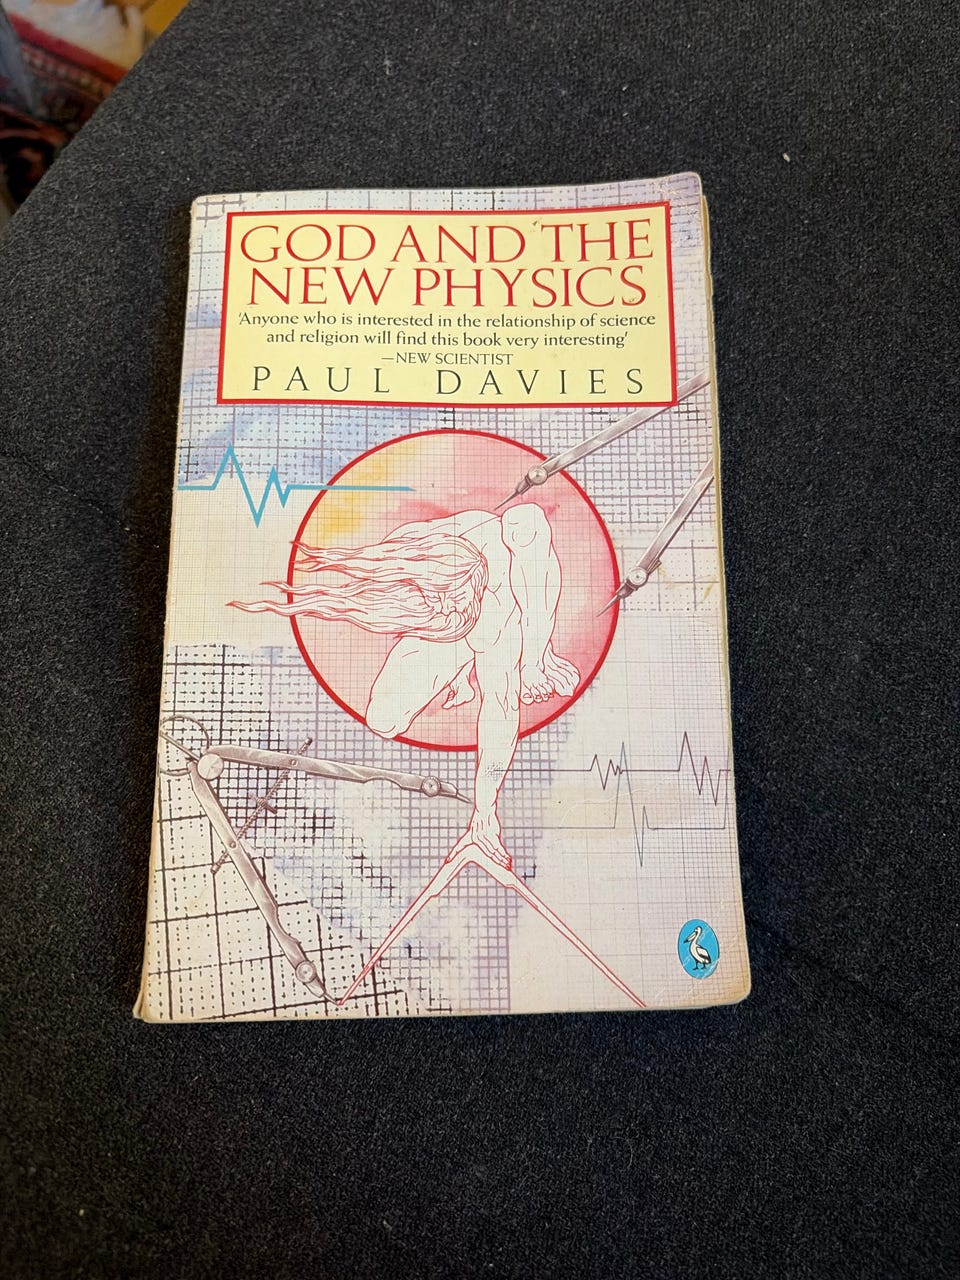 GOD AND THE
NEW PHYSICS
'Anyone who is interested in the relationship of science
and religion will find this book very interesting'
—NEW SCIENTIST
PAUL DAVIES